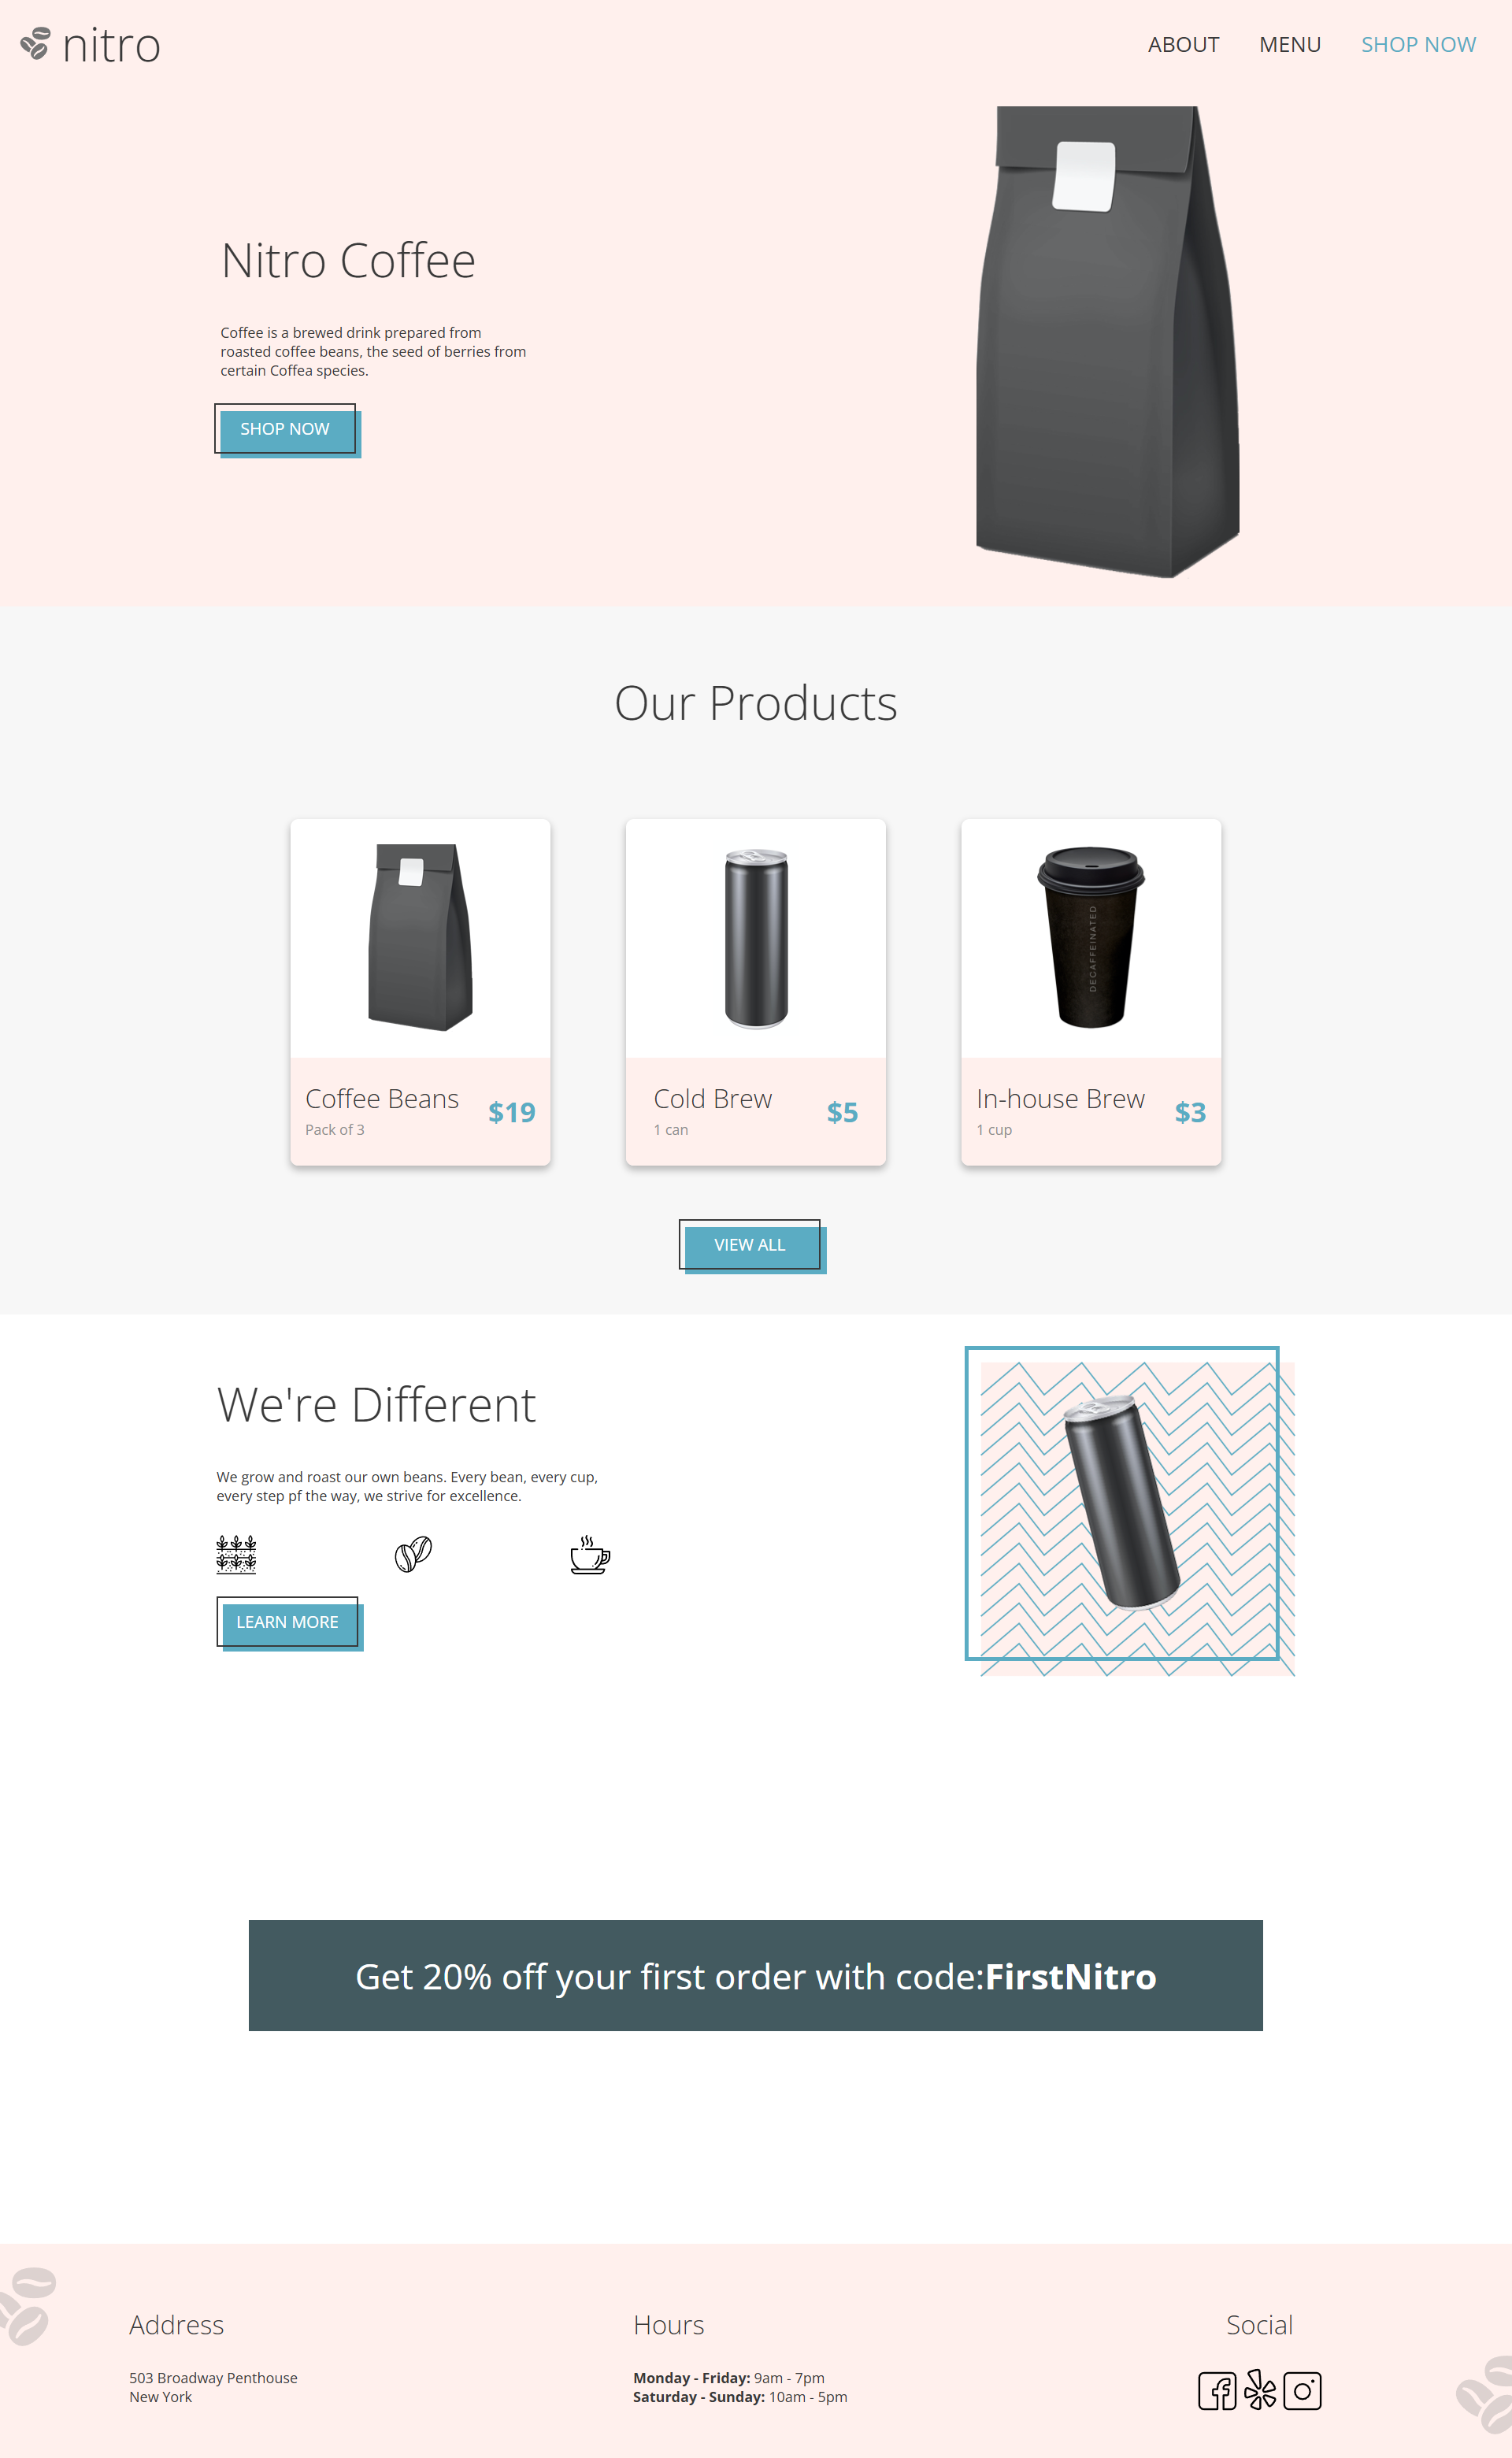 nitro
ABOUT MENU SHOP NOW
Nitro Coffee
Coffee is a brewed drink prepared from
roasted coffee beans, the seed of berries from
certain Coffea species.
SHOP NOW
Our Products
DECAFFEINATED
Coffee Beans
Pack of 3
$19
Cold Brew
1 can
$5
In-house Brew
1 cup
$3
VIEW ALL
We're Different
We grow and roast our own beans. Every bean, every cup,
every step pf the way, we strive for excellence.
LEARN MORE
Get 20% off your first order with code:FirstNitro
Address
503 Broadway Penthouse
New York
Hours
Monday - Friday: 9am - 7pm
Saturday - Sunday: 10am - 5pm
Social